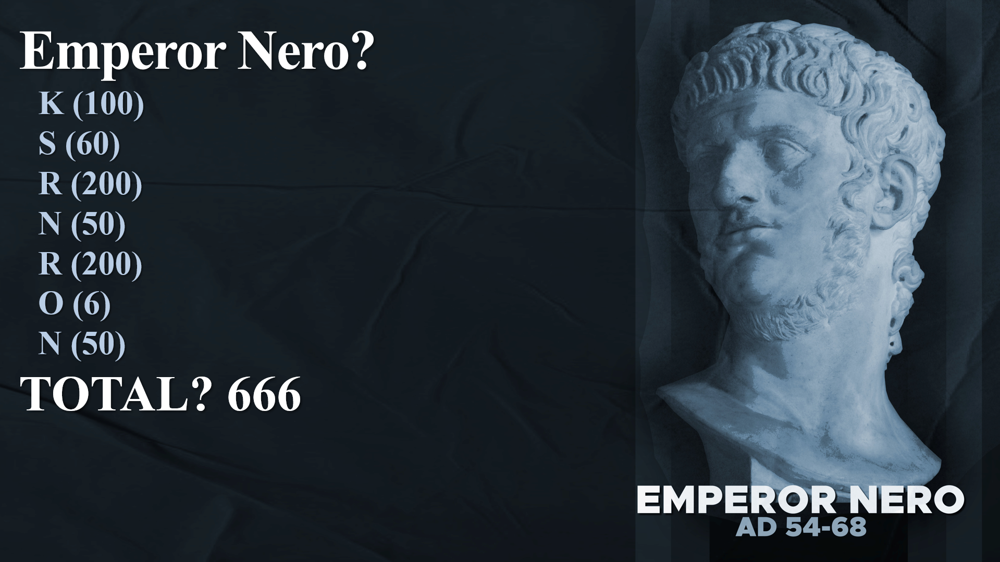 Emperor Nero?
K (100)
S (60)
R (200)
N (50)
R (200)
O (6)
N (50)
TOTAL? 666
EMPEROR NERO
AD 54-68